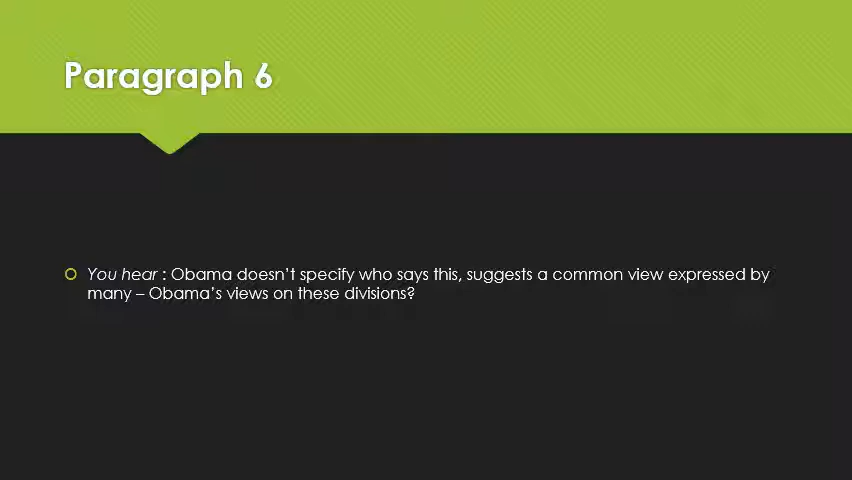 Paragraph 6
You hear : Obama doesn’t specify who says this, suggests a common view expressed by
many – Obama’s views on these divisions?